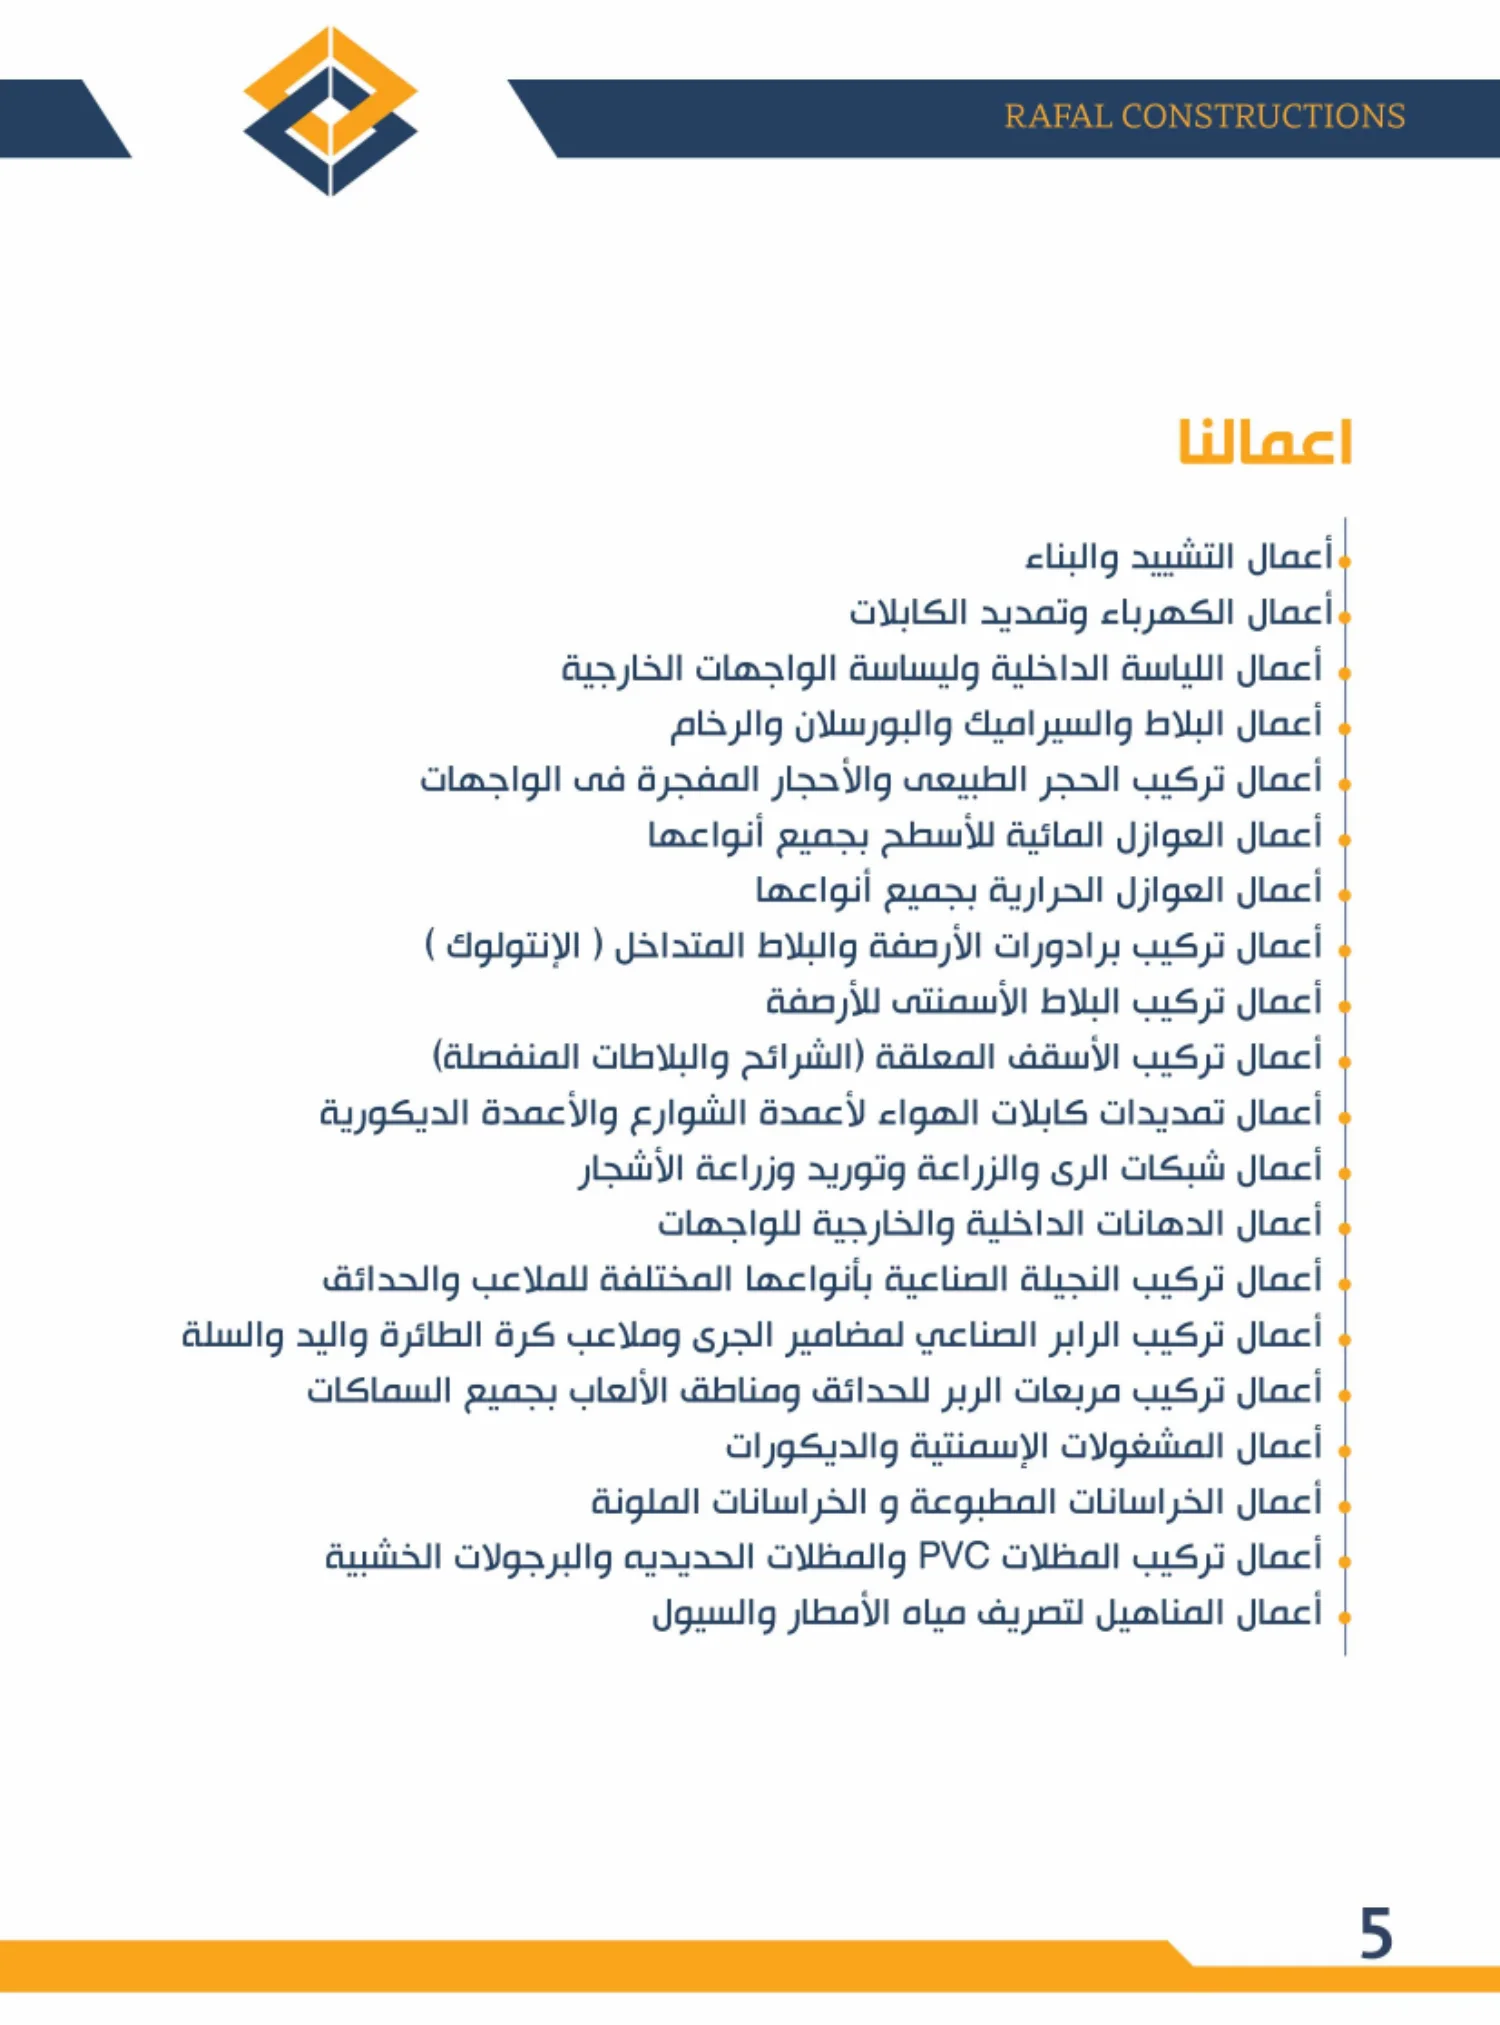 RAFAL CONSTRUCTIONS
اعمالنا
أعمال التشييد والبناء
أعمال الكهرباء وتمديد الكابلات
أعمال اللياسة الداخلية وليساسة الواجهات الخارجية
أعمال البلاط والسيراميك والبورسلان والرخام
أعمال تركيب الحجر الطبيعى والأحجار المفجرة فى الواجهات
أعمال العوازل المائية للأسطح بجميع أنواعها
أعمال العوازل الحرارية بجميع أنواعها
أعمال تركيب برادورات الأرصفة والبلاط المتداخل ( الإنتولوك )
أعمال تركيب البلاط الأسمنتى للأرصفة
أعمال تركيب الأسقف المعلقة (الشرائح والبلاطات المنفصلة)
أعمال تمديدات كابلات الهواء لأعمدة الشوارع والأعمدة الديكورية
أعمال شبكات الرى والزراعة وتوريد وزراعة الأشجار
أعمال الدهانات الداخلية والخارجية للواجهات
أعمال تركيب النجيلة الصناعية بأنواعها المختلفة للملاعب والحدائق
أعمال تركيب الرابر الصناعي لمضامير الجرى وملاعب كرة الطائرة واليد والسلة
أعمال تركيب مربعات الربر للحدائق ومناطق الألعاب بجميع السماكات
أعمال المشغولات الإسمنتية والديكورات
أعمال الخراسانات المطبوعة و الخراسانات الملونة
أعمال تركيب المظلات PVC والمظلات الحديديه والبرجولات الخشبية
أعمال المناهيل لتصريف مياه الأمطار والسيول
5